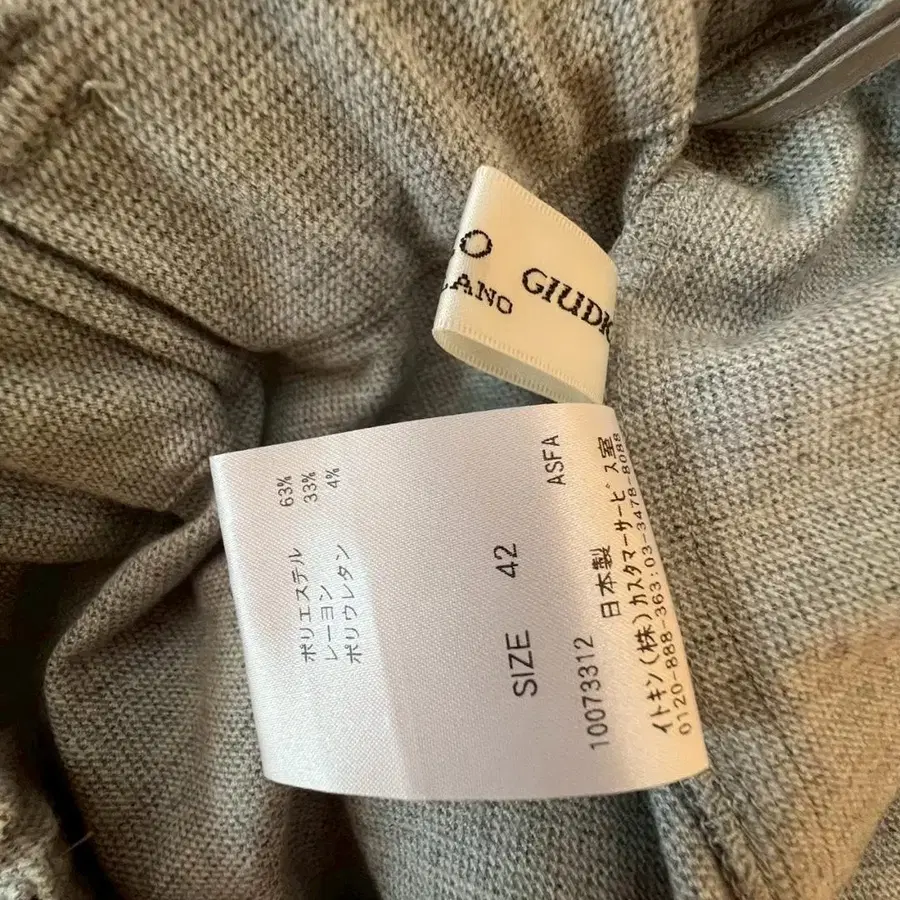 GIUDI
LANO
ポリエステル 63%
レーヨン 33%
ポリウレタン 4%
SIZE 42
ASFA
10073312 日本製
イトキン(株)カスタマーサービス室
0120-888-363:03-3478-8088